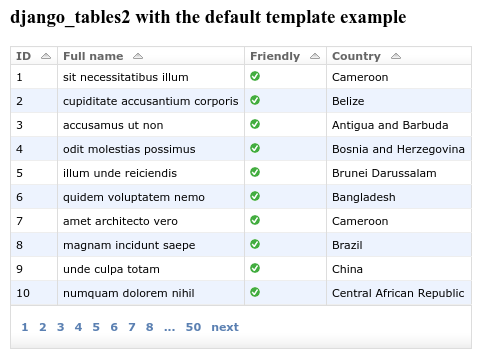 django_tables2 with the default template example
ID Full name Friendly Country
1 sit necessitatibus illum Cameroon
2 cupiditate accusantium corporis Belize
3 accusamus ut non Antigua and Barbuda
4 odit molestias possimus Bosnia and Herzegovina
5 illum unde reiciendis Brunei Darussalam
6 quidem voluptatem nemo Bangladesh
7 amet architecto vero Cameroon
8 magnam incidunt saepe Brazil
9 unde culpa totam China
10 numquam dolorem nihil Central African Republic
1 2 3 4 5 6 7 8 ... 50 next